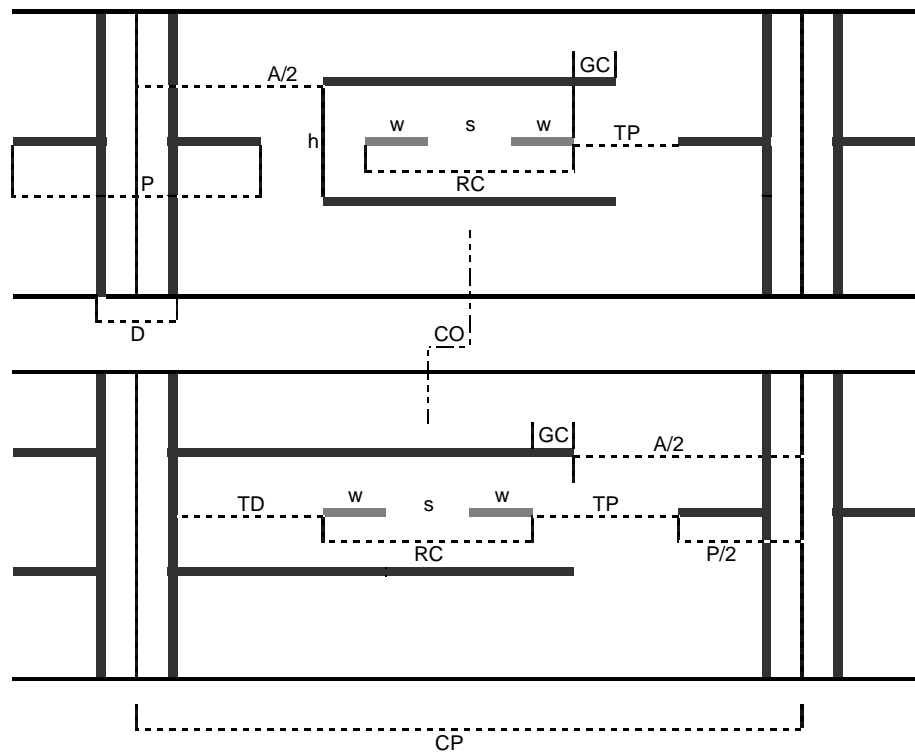 GC
A/2
w s w
h TP
P RC
D CO
GC
A/2
w w
TD s TP
RC P/2
CP